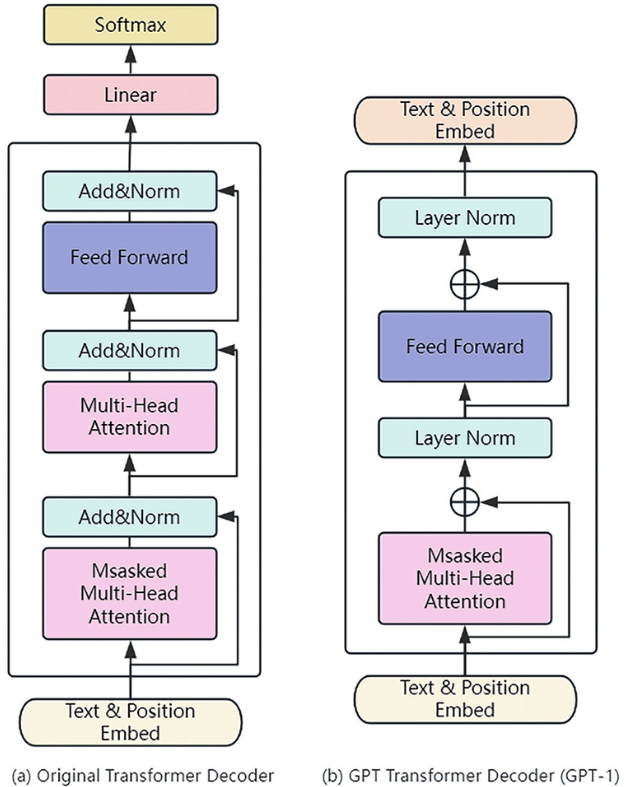 Softmax
Linear
Add&Norm
Feed Forward
Add&Norm
Multi-Head
Attention
Add&Norm
Msasked
Multi-Head
Attention
Text & Position
Embed
(a) Original Transformer Decoder
Text & Position
Embed
Layer Norm
Feed Forward
Layer Norm
Msasked
Multi-Head
Attention
Text & Position
Embed
(b) GPT Transformer Decoder (GPT-1)